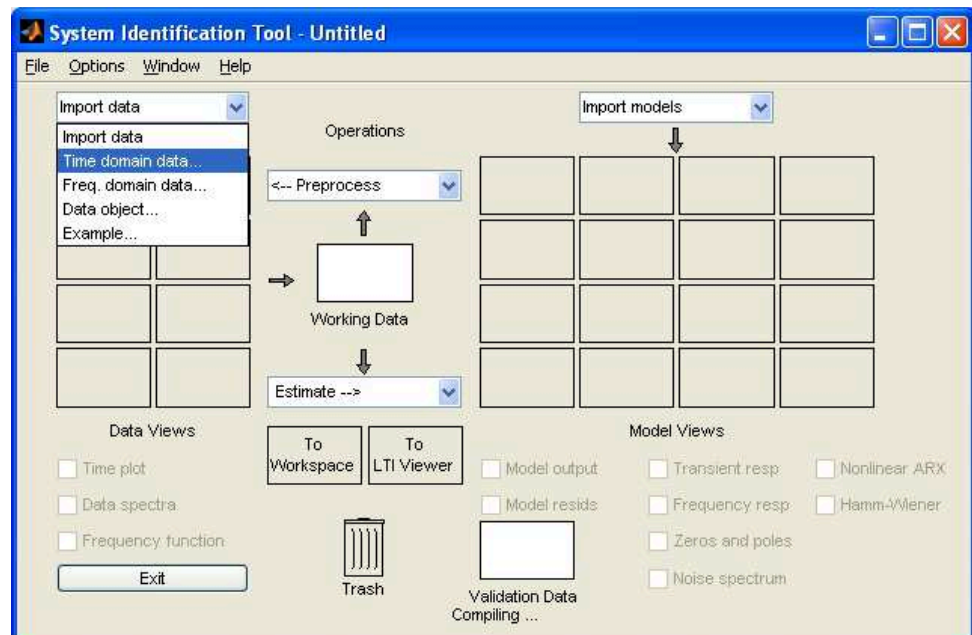 System Identification Tool - Untitled
File Options Window Help
Import data
Import data
Time domain data...
Freq. domain data...
Data object...
Example...
Operations
<-- Preprocess
Working Data
Estimate -->
To Workspace
To LTI Viewer
Import models
Data Views
Time plot
Data spectra
Frequency function
Exit
Trash
Model Views
Model output
Model resids
Transient resp
Frequency resp
Zeros and poles
Noise spectrum
Nonlinear ARX
Hamm-Wiener
Validation Data
Compiling ...